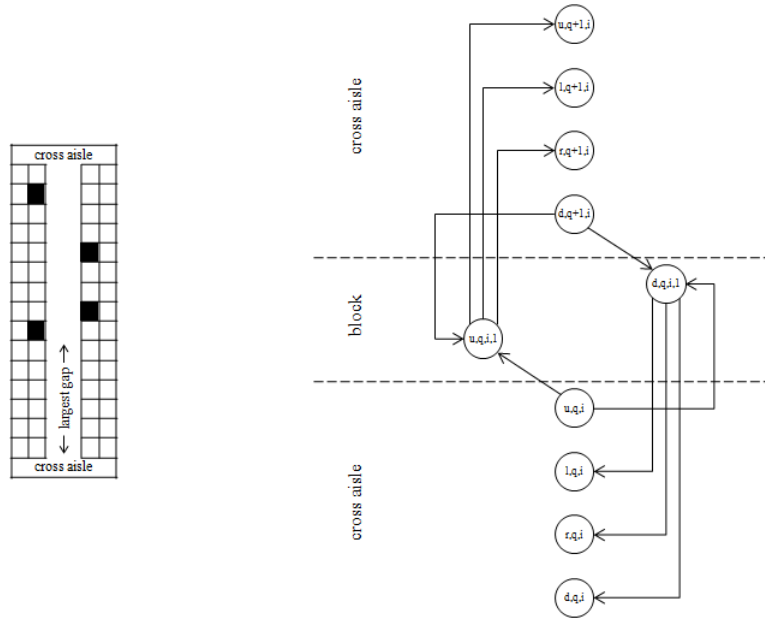 cross aisle
largest gap
cross aisle
cross aisle
block
cross aisle
u,q+1,i
l,q+1,i
r,q+1,i
d,q+1,i
d,q,i,1
u,q,i,1
u,q,i
l,q,i
r,q,i
d,q,i